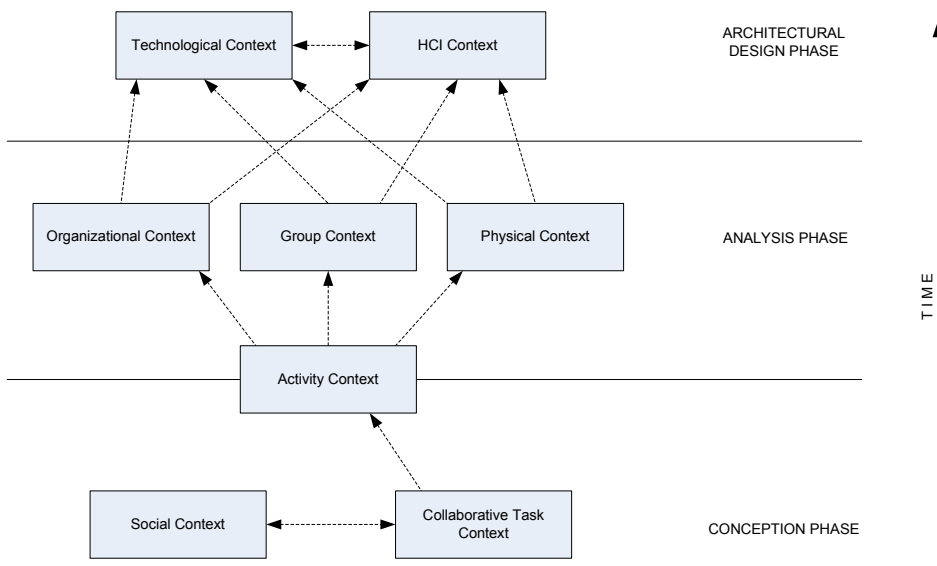 Technological Context
HCI Context
ARCHITECTURAL
DESIGN PHASE
Organizational Context
Group Context
Physical Context
ANALYSIS PHASE
TIME
Activity Context
Social Context
Collaborative Task
Context
CONCEPTION PHASE